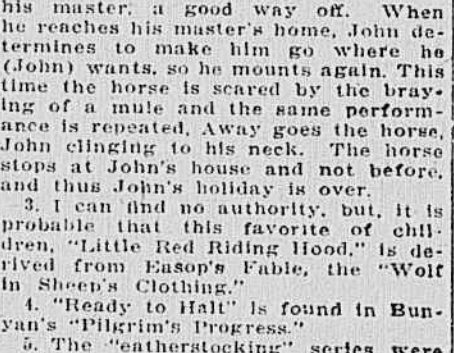 his master, a good way off. When
he reaches his master's home, John de-
termines to make him go where he
(John) wants, so he mounts again. This
time the horse is scared by the bray-
ing of a mule and the same perform-
ance is repeated. Away goes the horse,
John clinging to his neck. The horse
stops at John's house and not before,
and thus John's holiday is over.
3. I can find no authority, but, it is
probable that this favorite of chil-
dren, "Little Red Riding Hood," is de-
rived from Easop's Fable, the "Wolf
in Sheep's Clothing."
4. "Ready to Halt" is found in Bun-
yan's "Pilgrim's Progress."
5. The "eatherstocking" series were